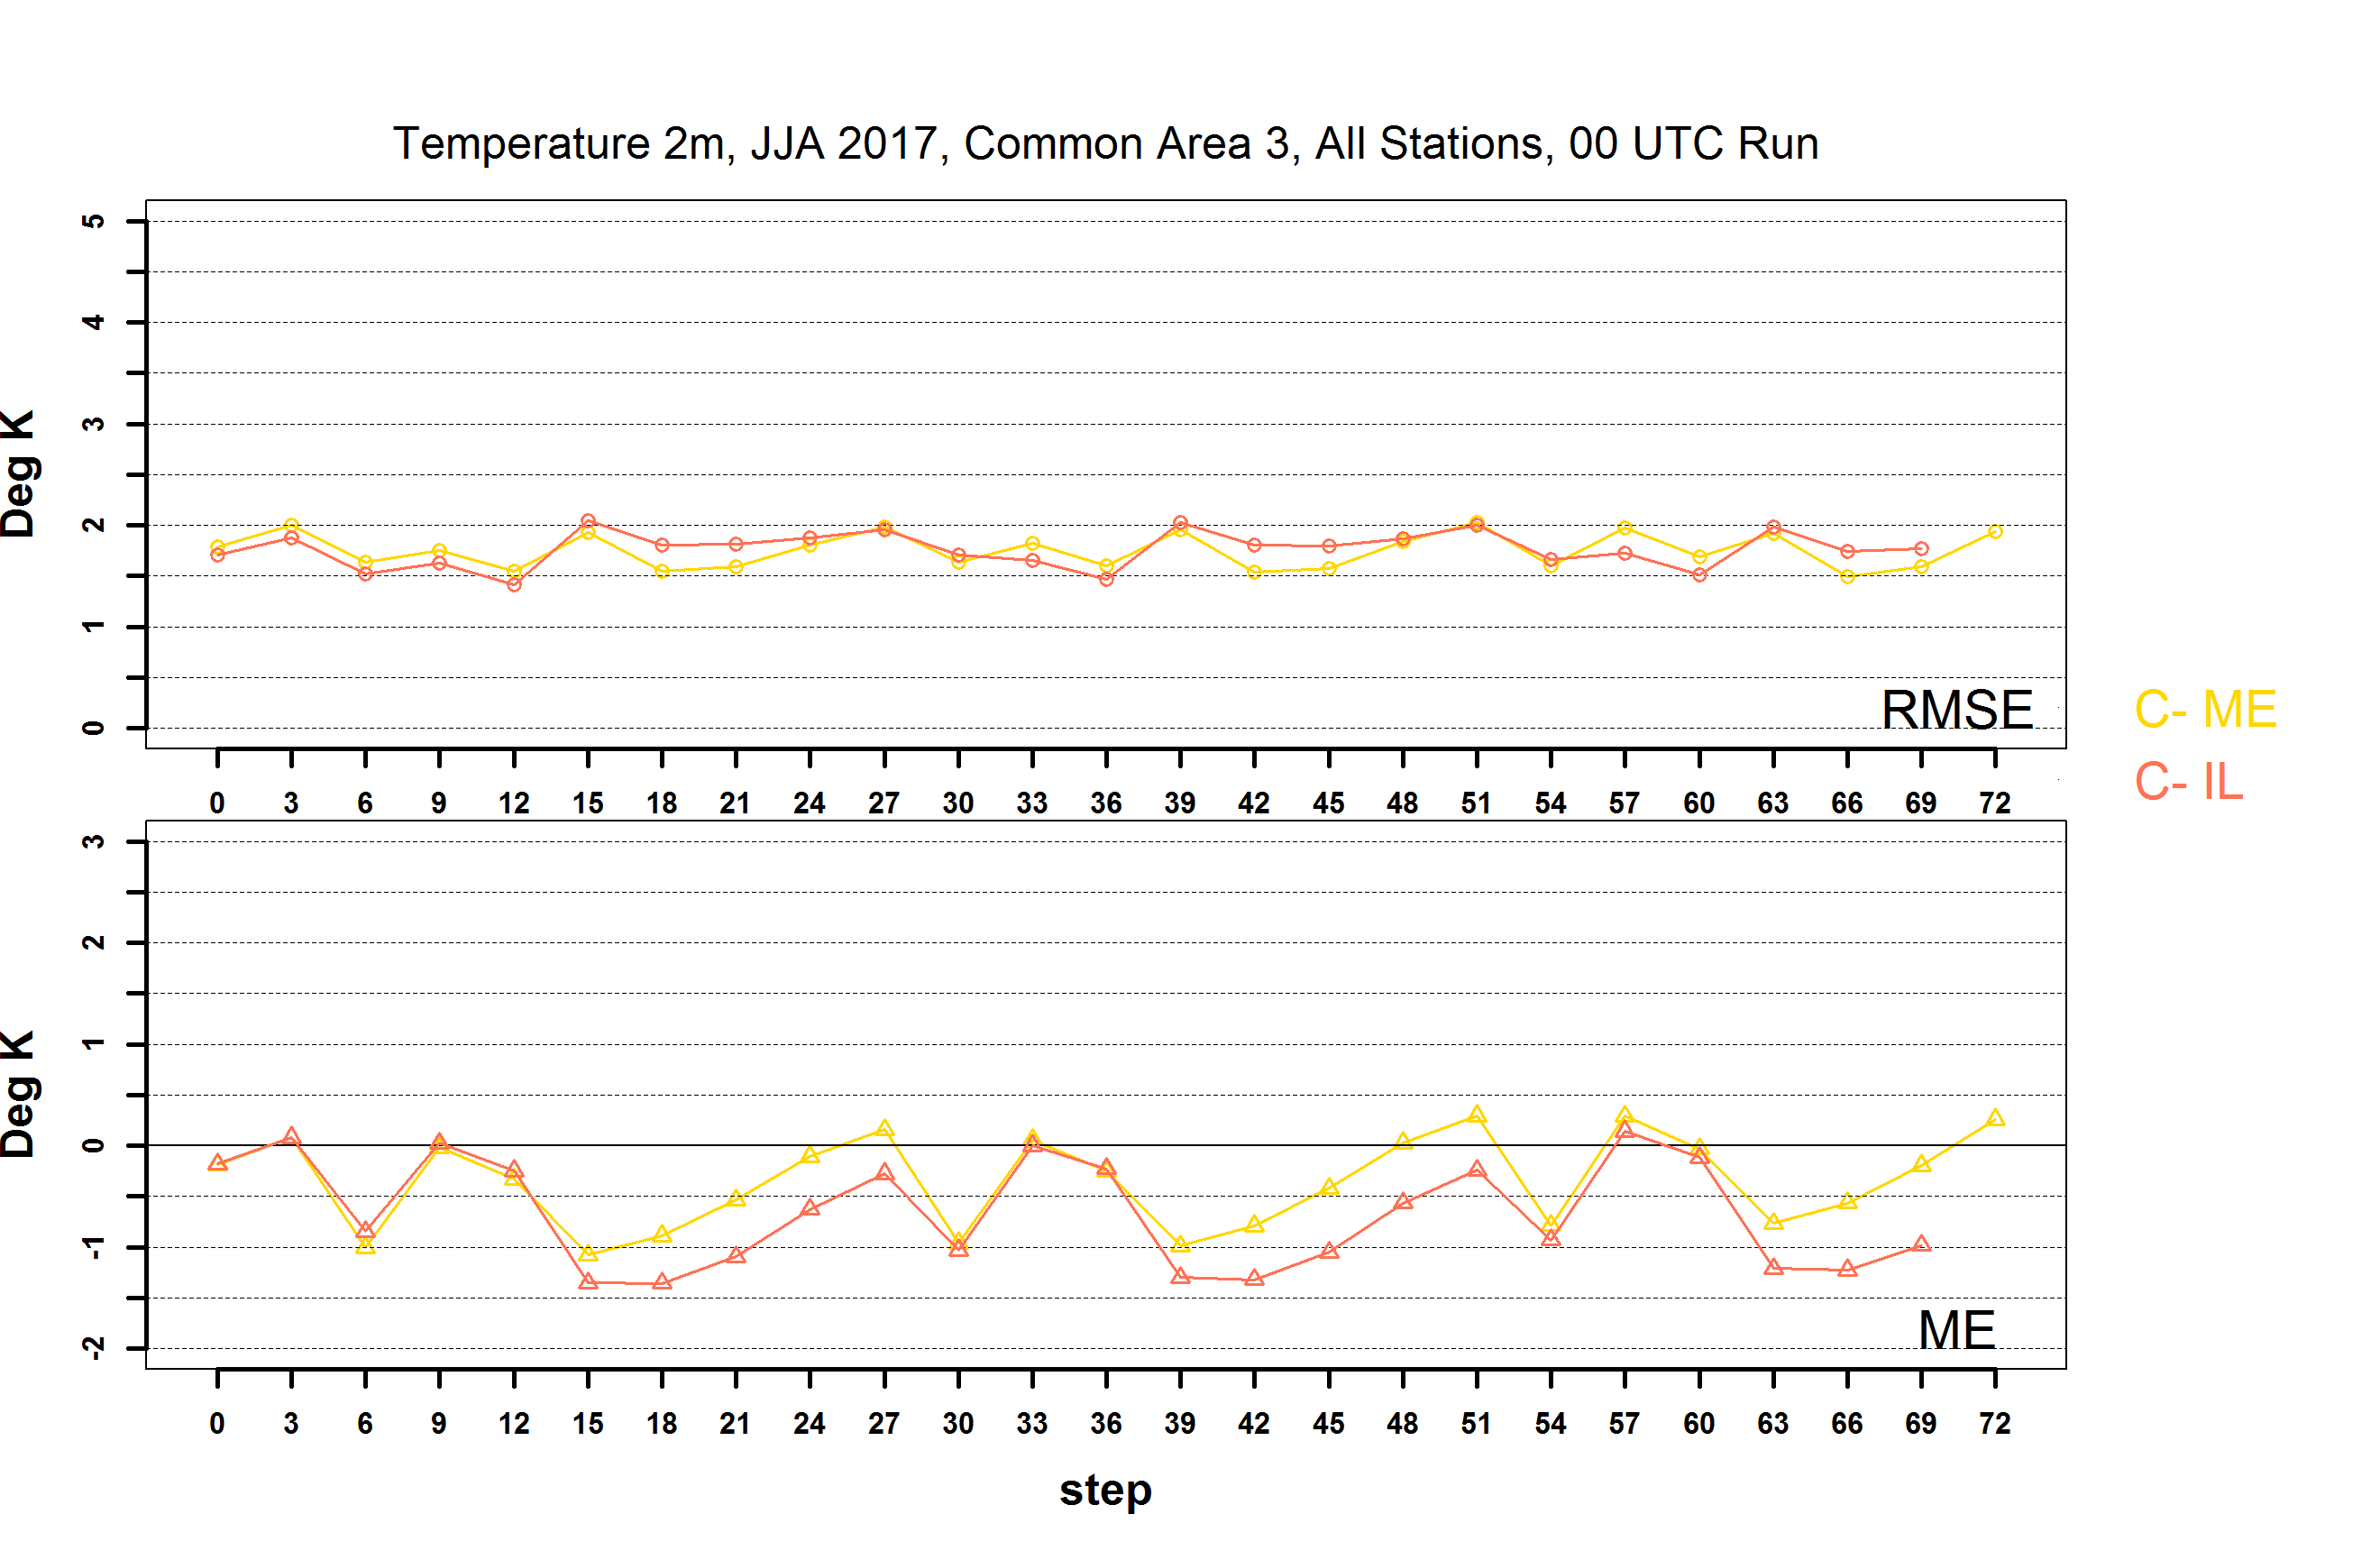 Temperature 2m, JJA 2017, Common Area 3, All Stations, 00 UTC Run
Deg K
5
4
3
2
1
0
RMSE
0 3 6 9 12 15 18 21 24 27 30 33 36 39 42 45 48 51 54 57 60 63 66 69 72
C- ME
C- IL
Deg K
3
2
1
0
-1
-2
ME
0 3 6 9 12 15 18 21 24 27 30 33 36 39 42 45 48 51 54 57 60 63 66 69 72
step